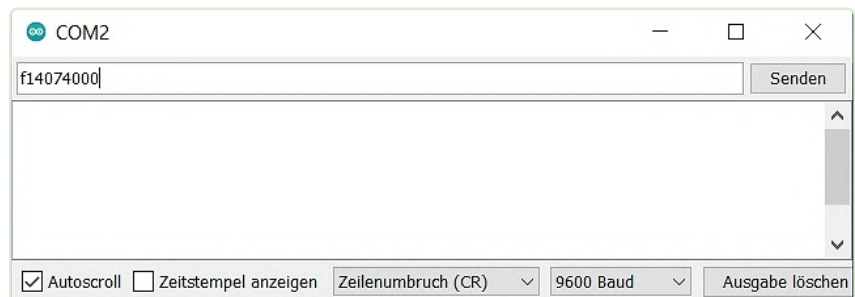 COM2
f14074000
Senden
Autoscroll Zeitstempel anzeigen Zeilenumbruch (CR) 9600 Baud Ausgabe löschen